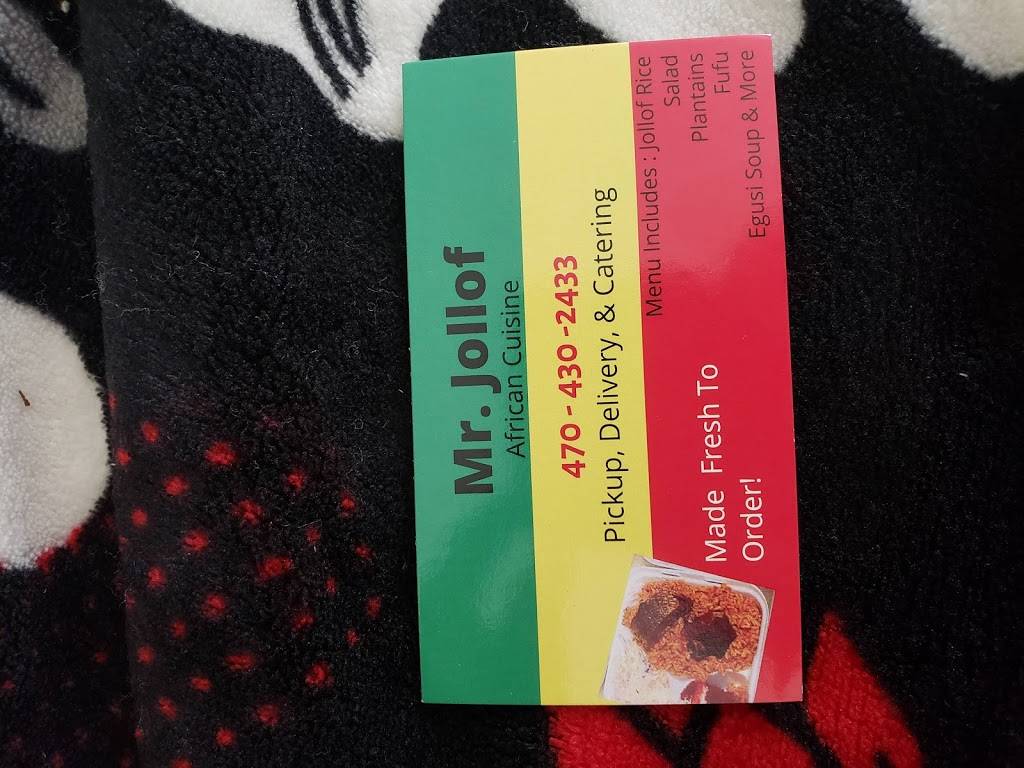 Mr. Jollof
African Cuisine
470 - 430 -2433
Pickup, Delivery, & Catering
Menu Includes : Jollof Rice
Salad
Plantains
Fufu
Egusi Soup & More
Made Fresh To
Order!